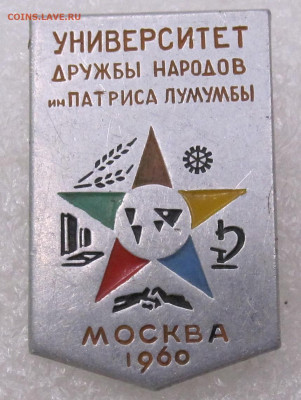 COINS.LAVE.RU
УНИВЕРСИТЕТ
ДРУЖБЫ НАРОДОВ
им ПАТРИСА ЛУМУМБЫ
МОСКВА
1960